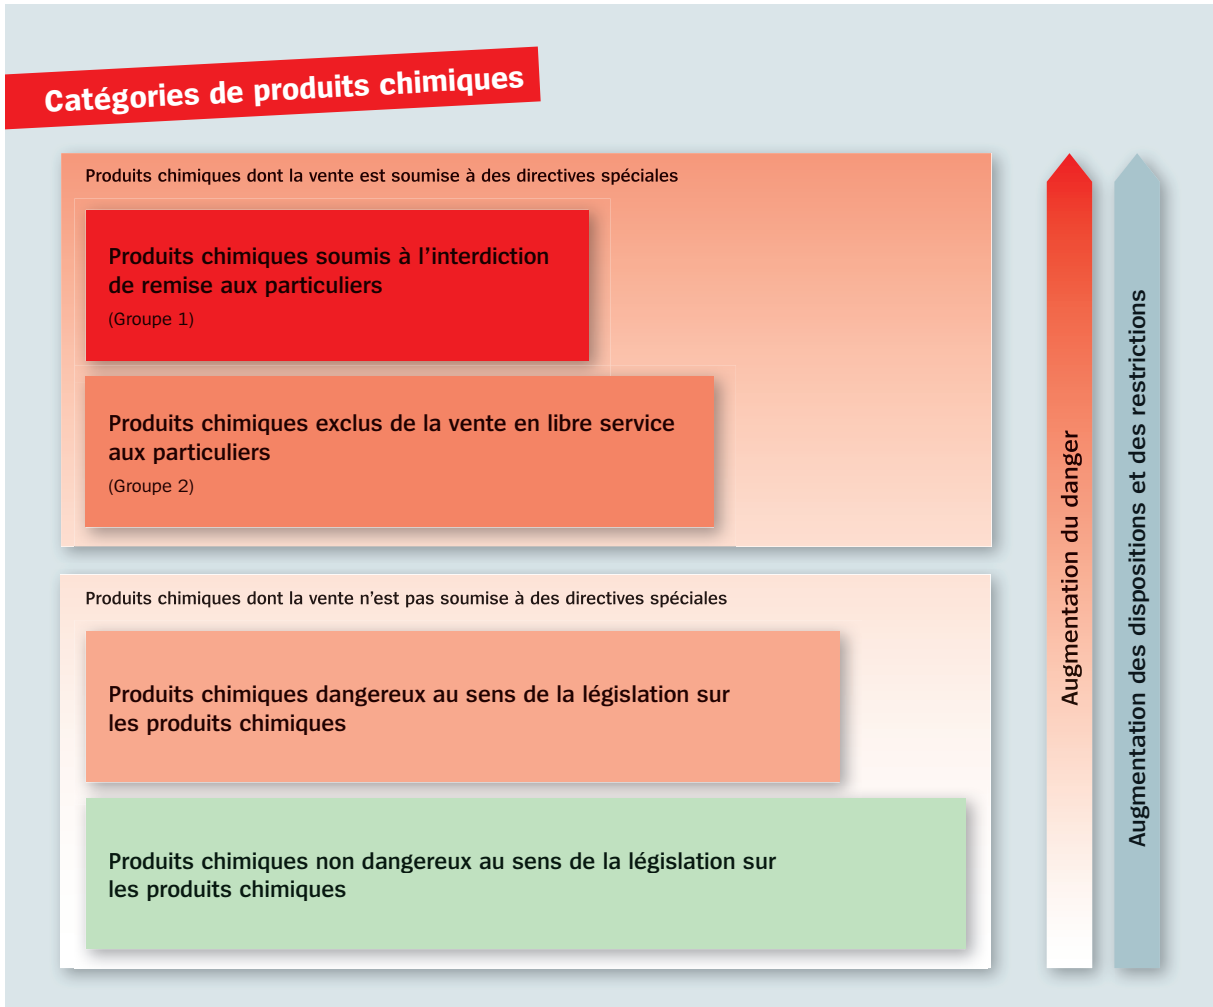 Catégories de produits chimiques
Produits chimiques dont la vente est soumise à des directives spéciales
Produits chimiques soumis à l’interdiction
de remise aux particuliers
(Groupe 1)
Produits chimiques exclus de la vente en libre service
aux particuliers
(Groupe 2)
Produits chimiques dont la vente n’est pas soumise à des directives spéciales
Produits chimiques dangereux au sens de la législation sur
les produits chimiques
Produits chimiques non dangereux au sens de la législation sur
les produits chimiques
Augmentation du danger
Augmentation des dispositions et des restrictions